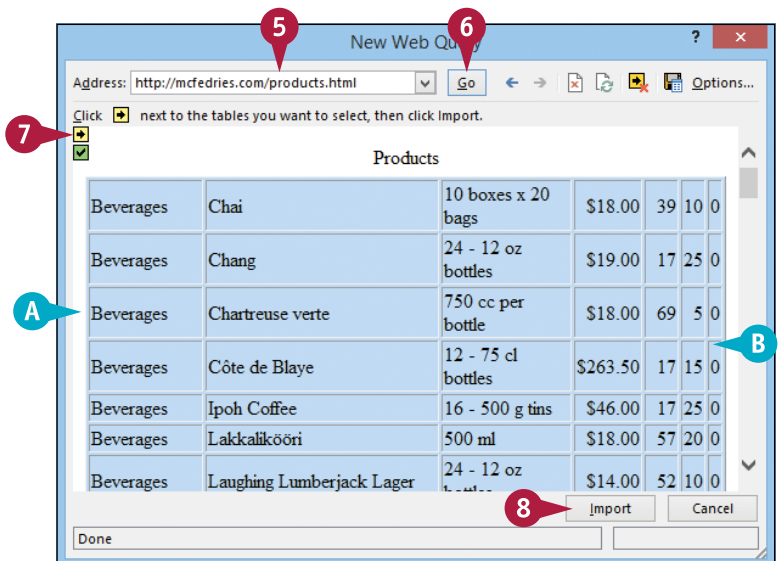 5
6
New Web Query
?
Address: http://mcfedries.com/products.html Go Options...
Click next to the tables you want to select, then click Import.
7
Products
Beverages Chai 10 boxes x 20 bags $18.00 39 10 0
Beverages Chang 24 - 12 oz bottles $19.00 17 25 0
A
Beverages Chartreuse verte 750 cc per bottle $18.00 69 5 0
B
Beverages Côte de Blaye 12 - 75 cl bottles $263.50 17 15 0
Beverages Ipoh Coffee 16 - 500 g tins $46.00 17 25 0
Beverages Lakkalikööri 500 ml $18.00 57 20 0
Beverages Laughing Lumberjack Lager 24 - 12 oz bottles $14.00 52 10 0
8
Import Cancel
Done